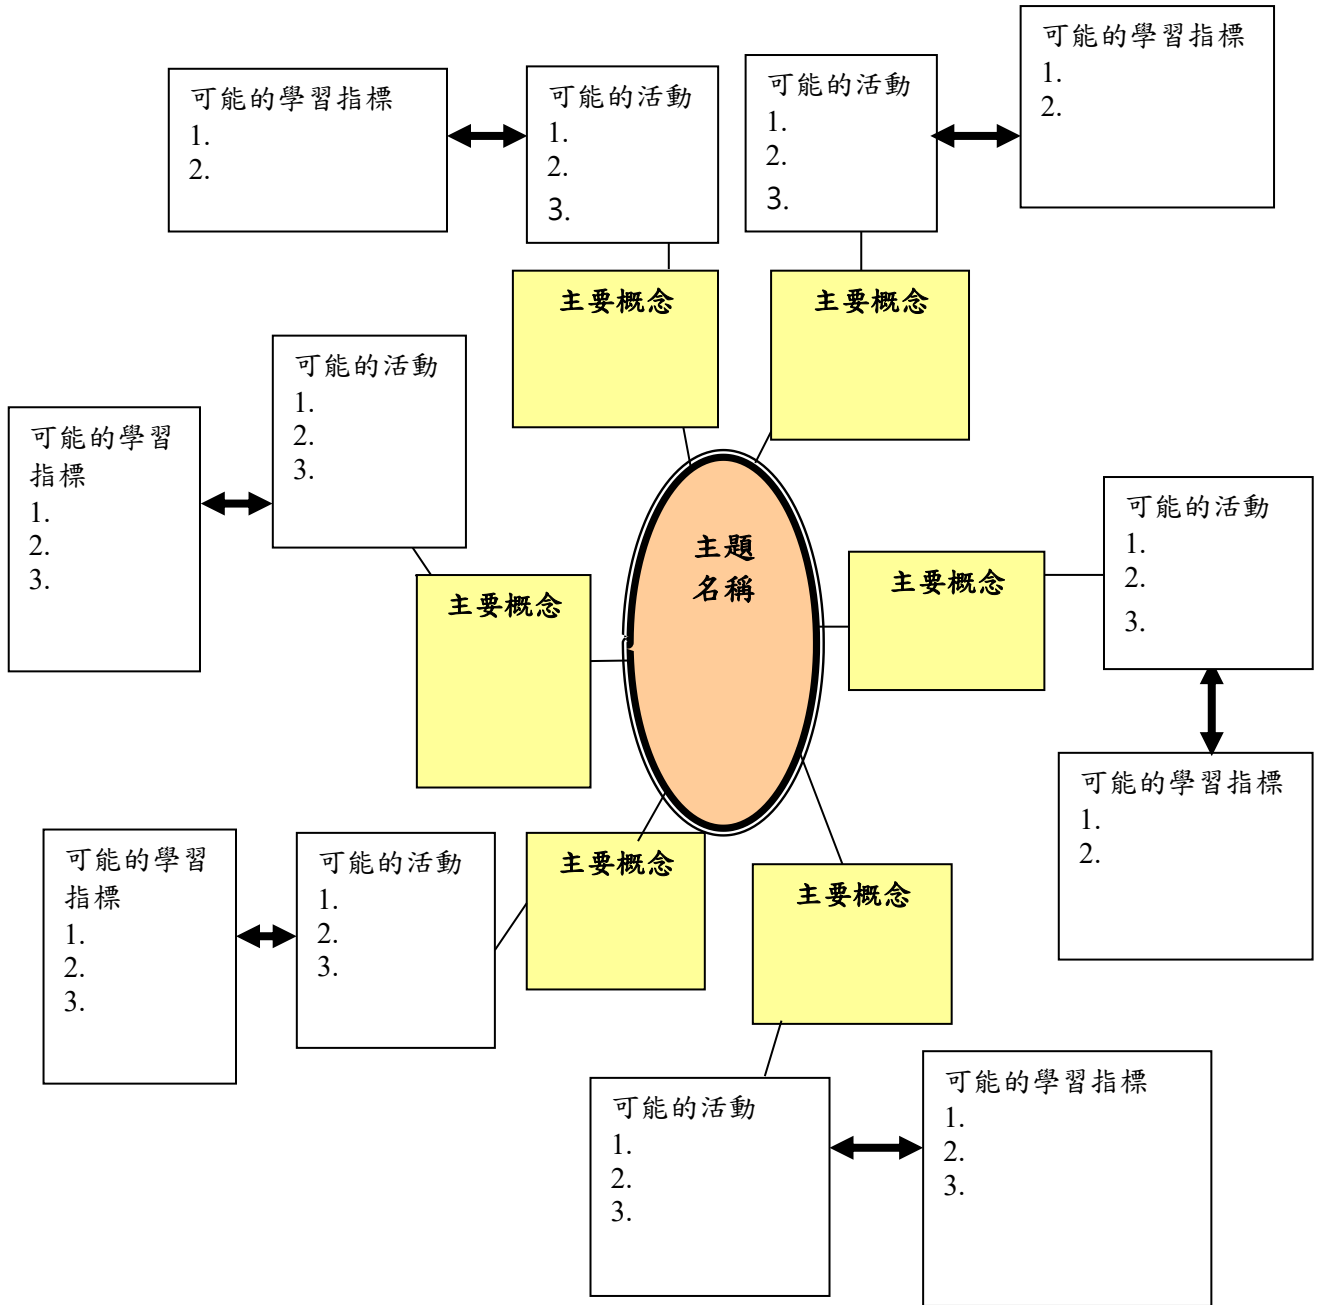 可能的學習指標
1.
2.
可能的活動
1.
2.
3.
可能的活動
1.
2.
3.
可能的學習指標
1.
2.
主要概念
主要概念
可能的學習
指標
1.
2.
3.
可能的活動
1.
2.
3.
主要概念
主題
名稱
主要概念
可能的活動
1.
2.
3.
可能的學習指標
1.
2.
可能的學習
指標
1.
2.
3.
可能的活動
1.
2.
3.
主要概念
主要概念
可能的活動
1.
2.
3.
可能的學習指標
1.
2.
3.